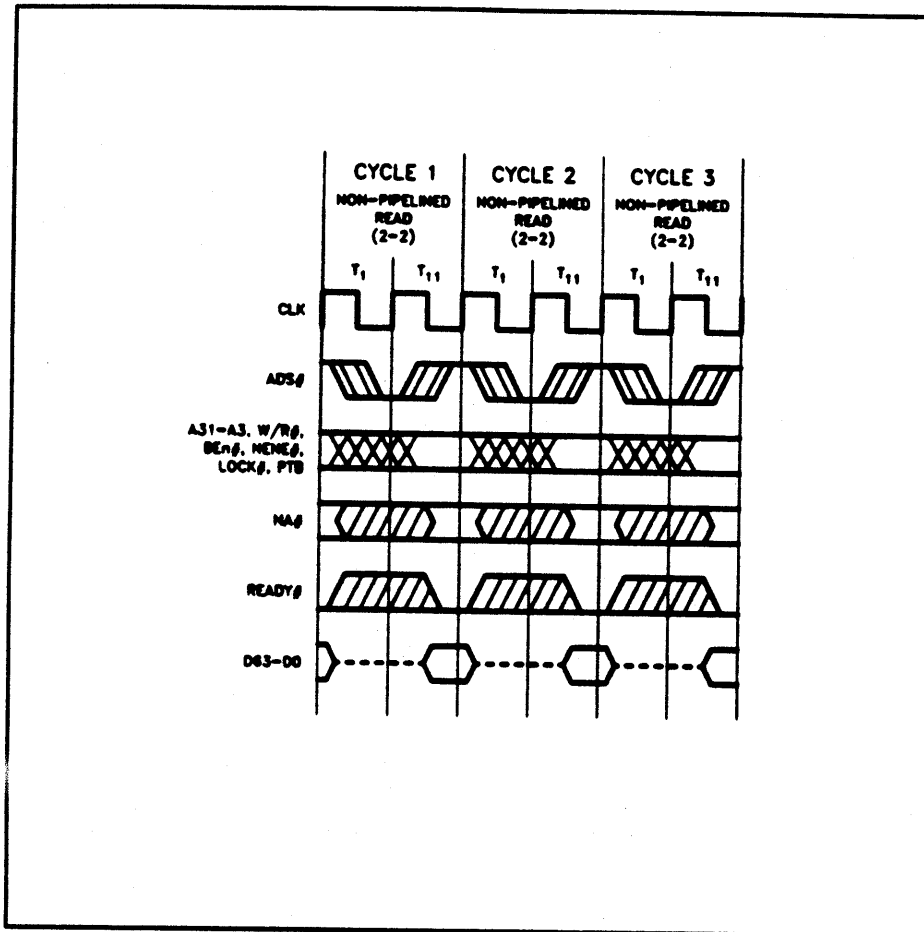 CYCLE 1 CYCLE 2 CYCLE 3
NON-PIPELINED NON-PIPELINED NON-PIPELINED
READ READ READ
(2-2) (2-2) (2-2)
T1 T11 T1 T11 T1 T11
CLK
ADS#
A31-A3, W/R#,
BEn#, NENE#,
LOCK#, PTB
NA#
READY#
D63-D0